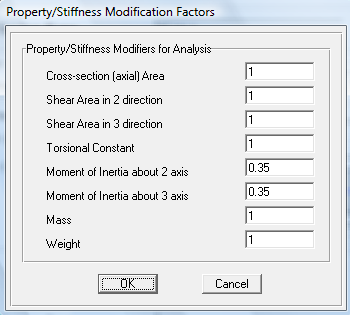 Property/Stiffness Modification Factors
Property/Stiffness Modifiers for Analysis
Cross-section (axial) Area 1
Shear Area in 2 direction 1
Shear Area in 3 direction 1
Torsional Constant 1
Moment of Inertia about 2 axis 0.35
Moment of Inertia about 3 axis 0.35
Mass 1
Weight 1
OK Cancel